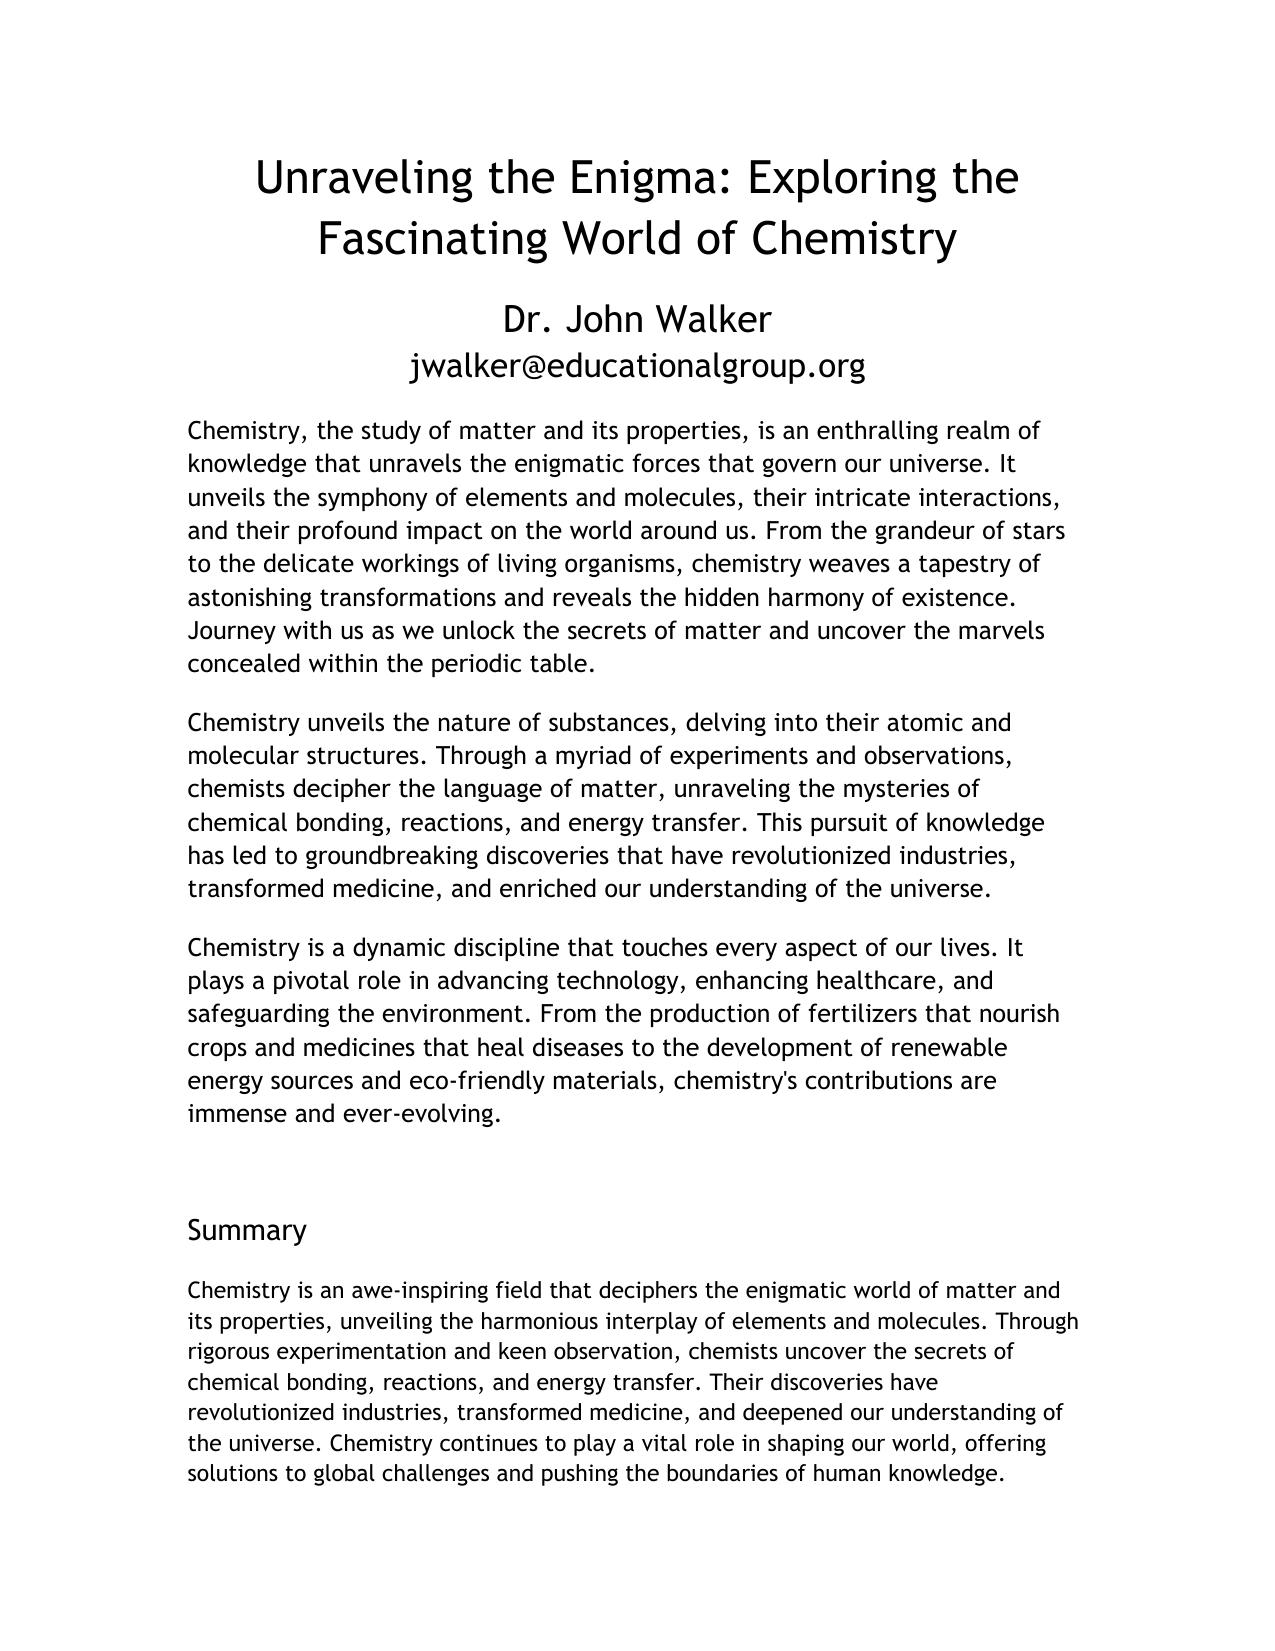 Unraveling the Enigma: Exploring the
Fascinating World of Chemistry
Dr. John Walker
jwalker@educationalgroup.org
Chemistry, the study of matter and its properties, is an enthralling realm of
knowledge that unravels the enigmatic forces that govern our universe. It
unveils the symphony of elements and molecules, their intricate interactions,
and their profound impact on the world around us. From the grandeur of stars
to the delicate workings of living organisms, chemistry weaves a tapestry of
astonishing transformations and reveals the hidden harmony of existence.
Journey with us as we unlock the secrets of matter and uncover the marvels
concealed within the periodic table.
Chemistry unveils the nature of substances, delving into their atomic and
molecular structures. Through a myriad of experiments and observations,
chemists decipher the language of matter, unraveling the mysteries of
chemical bonding, reactions, and energy transfer. This pursuit of knowledge
has led to groundbreaking discoveries that have revolutionized industries,
transformed medicine, and enriched our understanding of the universe.
Chemistry is a dynamic discipline that touches every aspect of our lives. It
plays a pivotal role in advancing technology, enhancing healthcare, and
safeguarding the environment. From the production of fertilizers that nourish
crops and medicines that heal diseases to the development of renewable
energy sources and eco-friendly materials, chemistry's contributions are
immense and ever-evolving.
Summary
Chemistry is an awe-inspiring field that deciphers the enigmatic world of matter and
its properties, unveiling the harmonious interplay of elements and molecules. Through
rigorous experimentation and keen observation, chemists uncover the secrets of
chemical bonding, reactions, and energy transfer. Their discoveries have
revolutionized industries, transformed medicine, and deepened our understanding of
the universe. Chemistry continues to play a vital role in shaping our world, offering
solutions to global challenges and pushing the boundaries of human knowledge.